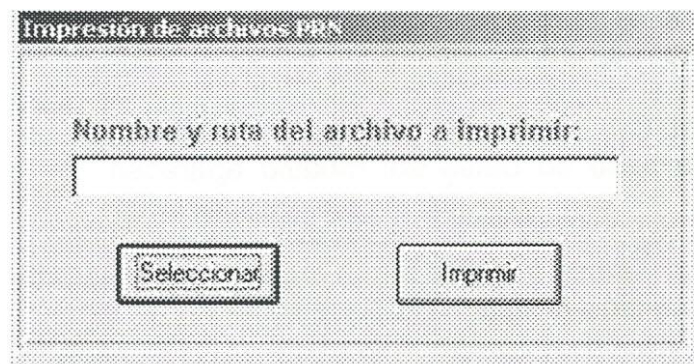 Impresión de archivos PRN
Nombre y ruta del archivo a imprimir:
Seleccionar
Imprimir